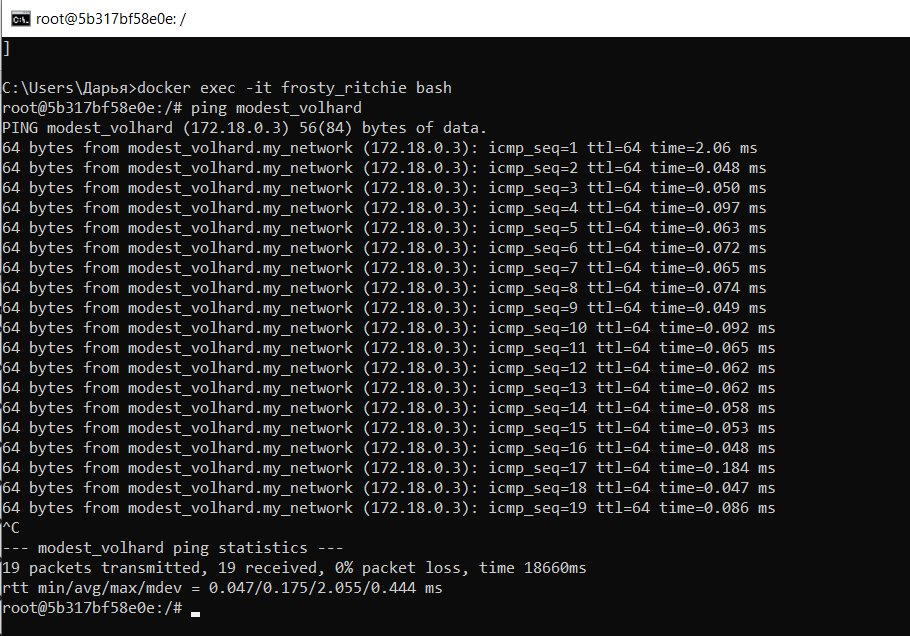 root@5b317bf58e0e: /
]
C:\Users\Дарья>docker exec -it frosty_ritchie bash
root@5b317bf58e0e:/# ping modest_volhard
PING modest_volhard (172.18.0.3) 56(84) bytes of data.
64 bytes from modest_volhard.my_network (172.18.0.3): icmp_seq=1 ttl=64 time=2.06 ms
64 bytes from modest_volhard.my_network (172.18.0.3): icmp_seq=2 ttl=64 time=0.048 ms
64 bytes from modest_volhard.my_network (172.18.0.3): icmp_seq=3 ttl=64 time=0.050 ms
64 bytes from modest_volhard.my_network (172.18.0.3): icmp_seq=4 ttl=64 time=0.097 ms
64 bytes from modest_volhard.my_network (172.18.0.3): icmp_seq=5 ttl=64 time=0.063 ms
64 bytes from modest_volhard.my_network (172.18.0.3): icmp_seq=6 ttl=64 time=0.072 ms
64 bytes from modest_volhard.my_network (172.18.0.3): icmp_seq=7 ttl=64 time=0.065 ms
64 bytes from modest_volhard.my_network (172.18.0.3): icmp_seq=8 ttl=64 time=0.074 ms
64 bytes from modest_volhard.my_network (172.18.0.3): icmp_seq=9 ttl=64 time=0.049 ms
64 bytes from modest_volhard.my_network (172.18.0.3): icmp_seq=10 ttl=64 time=0.092 ms
64 bytes from modest_volhard.my_network (172.18.0.3): icmp_seq=11 ttl=64 time=0.065 ms
64 bytes from modest_volhard.my_network (172.18.0.3): icmp_seq=12 ttl=64 time=0.062 ms
64 bytes from modest_volhard.my_network (172.18.0.3): icmp_seq=13 ttl=64 time=0.062 ms
64 bytes from modest_volhard.my_network (172.18.0.3): icmp_seq=14 ttl=64 time=0.058 ms
64 bytes from modest_volhard.my_network (172.18.0.3): icmp_seq=15 ttl=64 time=0.053 ms
64 bytes from modest_volhard.my_network (172.18.0.3): icmp_seq=16 ttl=64 time=0.048 ms
64 bytes from modest_volhard.my_network (172.18.0.3): icmp_seq=17 ttl=64 time=0.184 ms
64 bytes from modest_volhard.my_network (172.18.0.3): icmp_seq=18 ttl=64 time=0.047 ms
64 bytes from modest_volhard.my_network (172.18.0.3): icmp_seq=19 ttl=64 time=0.086 ms
^C
--- modest_volhard ping statistics ---
19 packets transmitted, 19 received, 0% packet loss, time 18660ms
rtt min/avg/max/mdev = 0.047/0.175/2.055/0.444 ms
root@5b317bf58e0e:/#